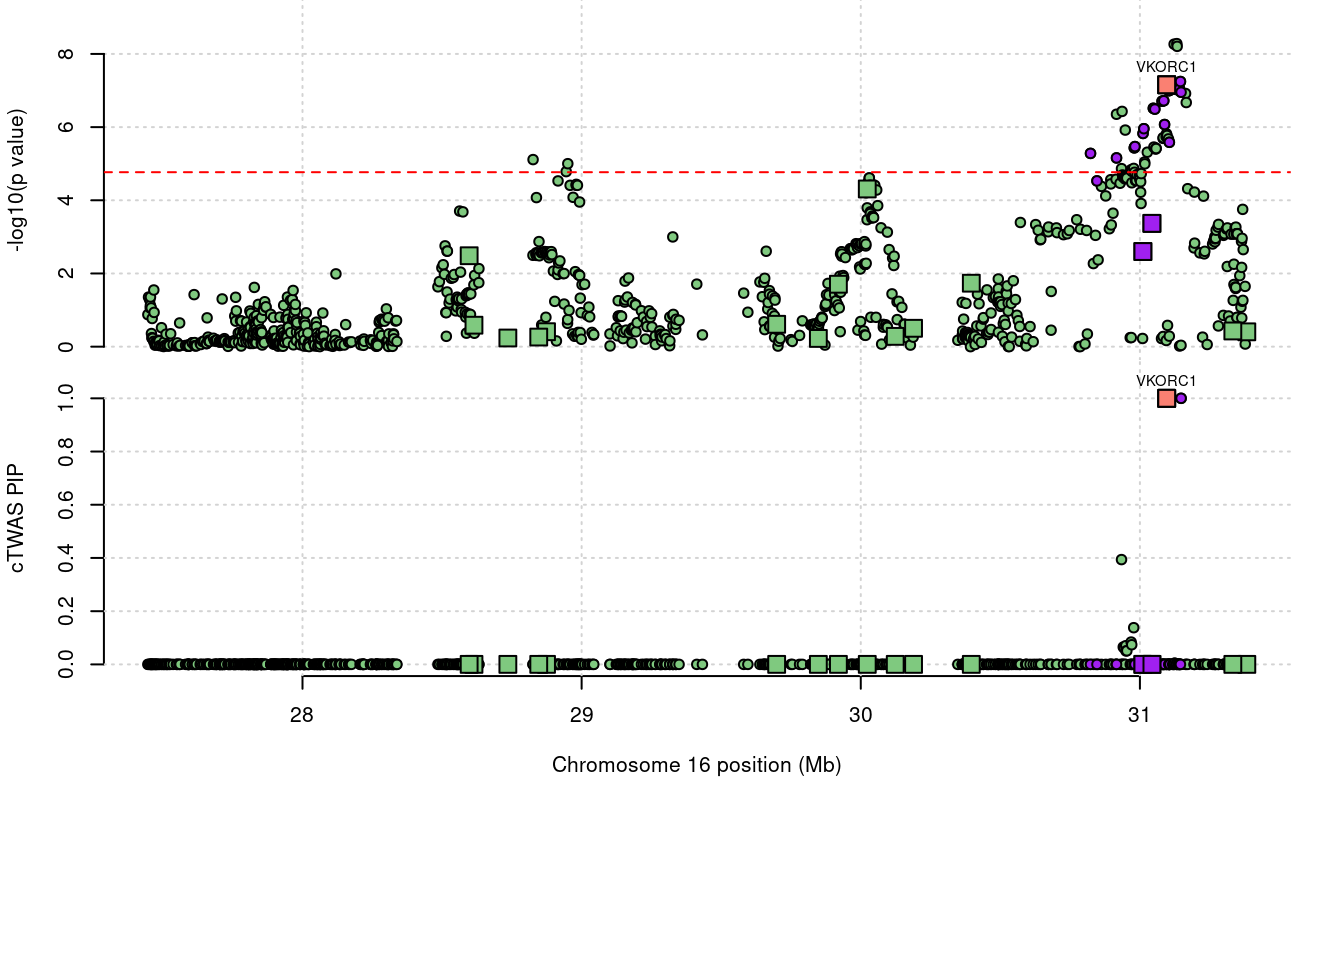 8
6
4
2
0
-log10(p value)
VKORC1
1.0
0.8
0.6
0.4
0.2
0.0
cTWAS PIP
VKORC1
28 29 30 31
Chromosome 16 position (Mb)